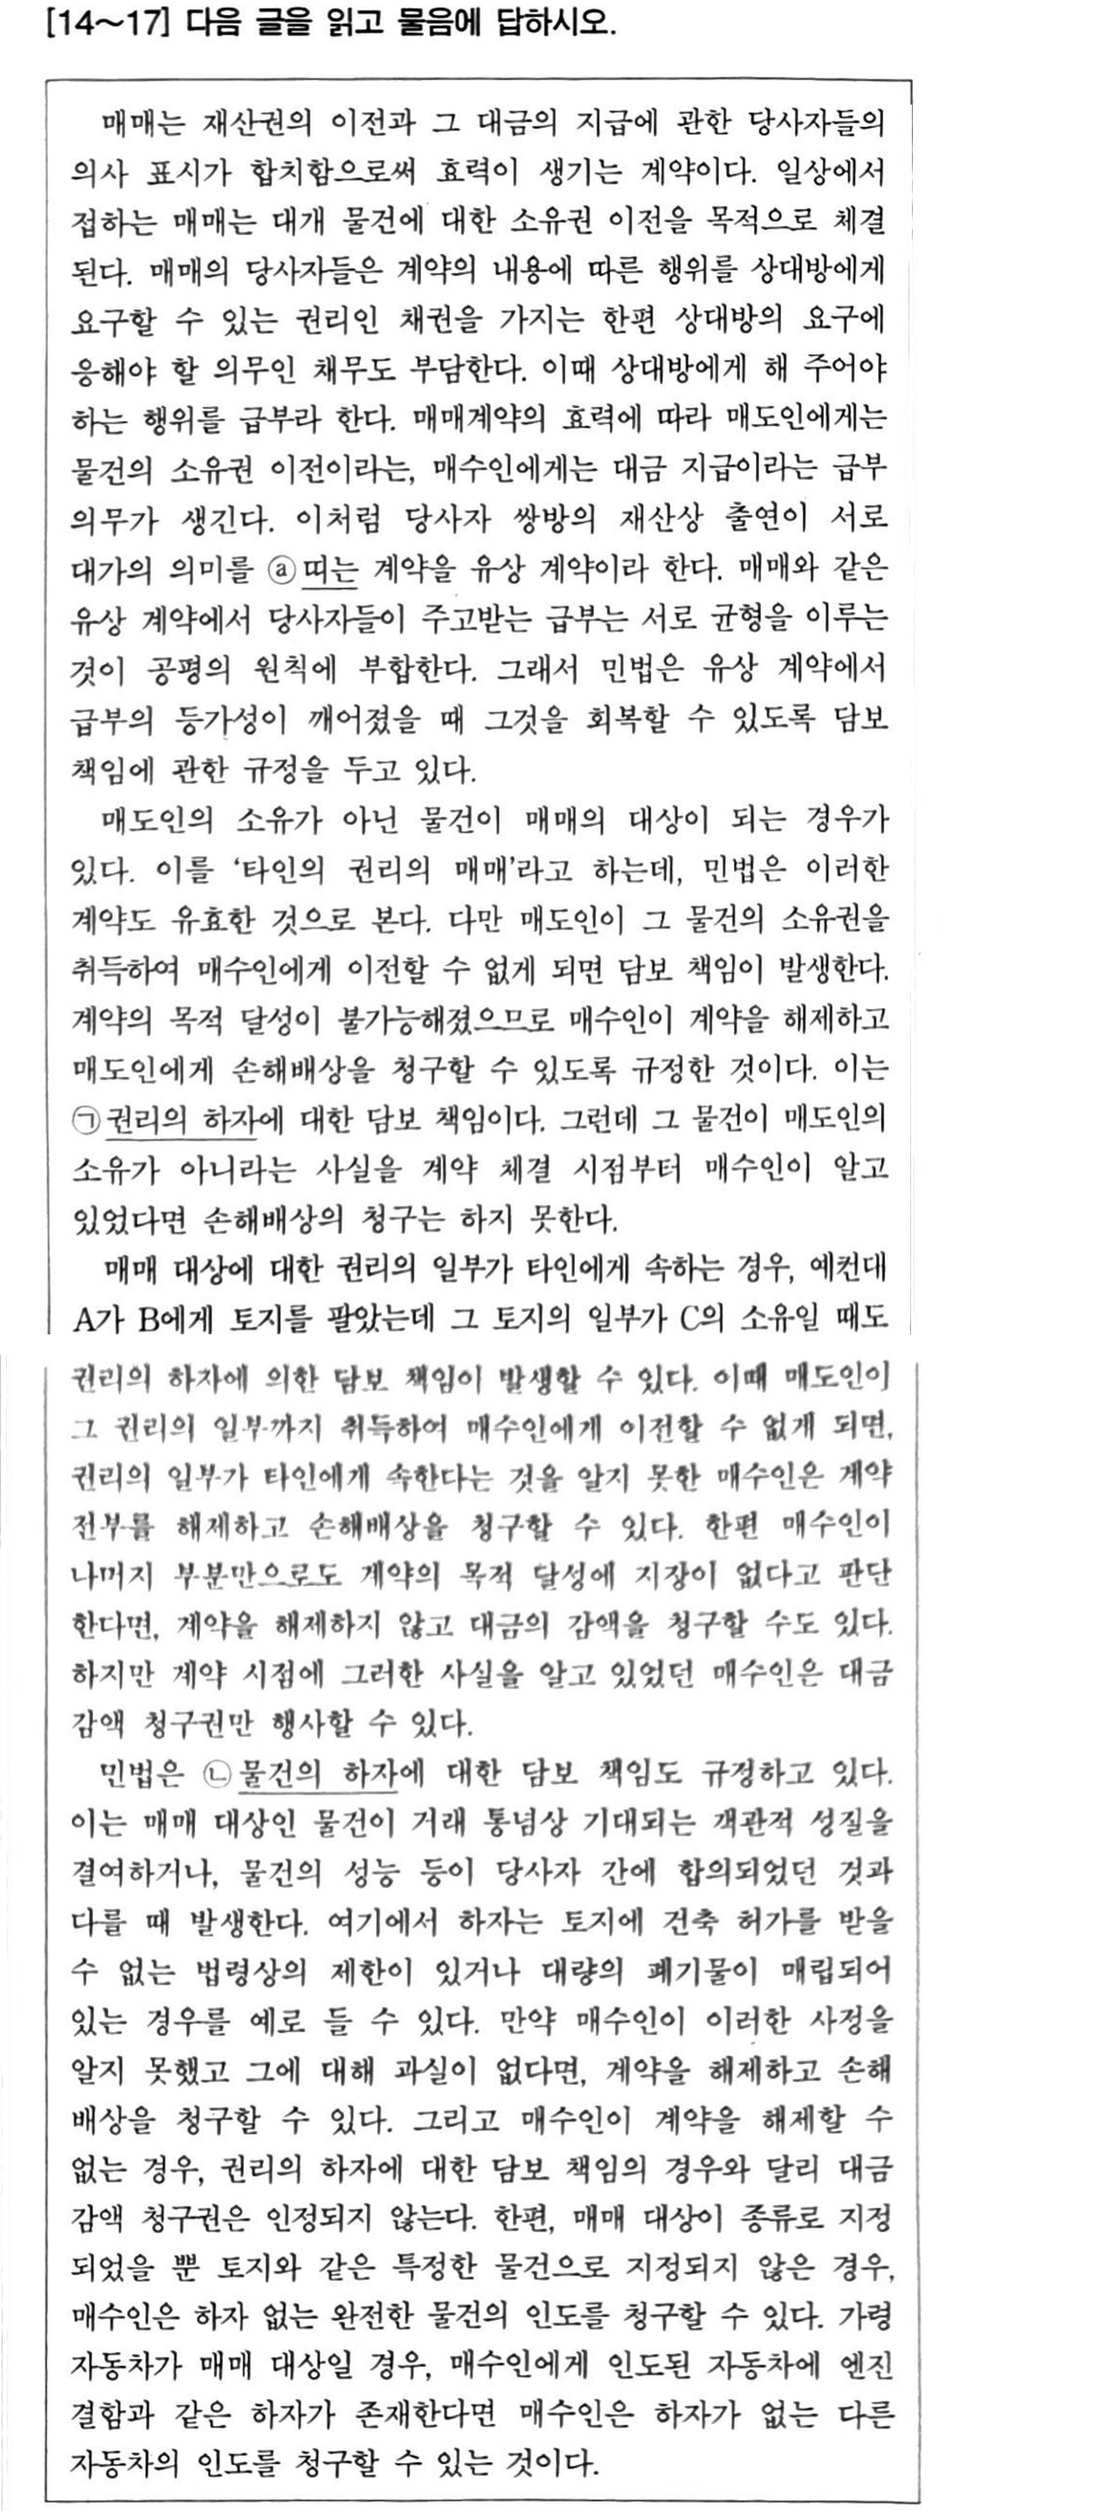 [14～17] 다음 글을 읽고 물음에 답하시오.
매매는 재산권의 이전과 그 대금의 지급에 관한 당사자들의
의사 표시가 합치함으로써 효력이 생기는 계약이다. 일상에서
접하는 매매는 대개 물건에 대한 소유권 이전을 목적으로 체결
된다. 매매의 당사자들은 계약의 내용에 따른 행위를 상대방에게
요구할 수 있는 권리인 채권을 가지는 한편 상대방의 요구에
응해야 할 의무인 채무도 부담한다. 이때 상대방에게 해 주어야
하는 행위를 급부라 한다. 매매계약의 효력에 따라 매도인에게는
물건의 소유권 이전이라는, 매수인에게는 대금 지급이라는 급부
의무가 생긴다. 이처럼 당사자 쌍방의 재산상 출연이 서로
대가의 의미를 ⓐ띠는 계약을 유상 계약이라 한다. 매매와 같은
유상 계약에서 당사자들이 주고받는 급부는 서로 균형을 이루는
것이 공평의 원칙에 부합한다. 그래서 민법은 유상 계약에서
급부의 등가성이 깨어졌을 때 그것을 회복할 수 있도록 담보
책임에 관한 규정을 두고 있다.
매도인의 소유가 아닌 물건이 매매의 대상이 되는 경우가
있다. 이를 ‘타인의 권리의 매매’라고 하는데, 민법은 이러한
계약도 유효한 것으로 본다. 다만 매도인이 그 물건의 소유권을
취득하여 매수인에게 이전할 수 없게 되면 담보 책임이 발생한다.
계약의 목적 달성이 불가능해졌으므로 매수인이 계약을 해제하고
매도인에게 손해배상을 청구할 수 있도록 규정한 것이다. 이는
㉠권리의 하자에 대한 담보 책임이다. 그런데 그 물건이 매도인의
소유가 아니라는 사실을 계약 체결 시점부터 매수인이 알고
있었다면 손해배상의 청구는 하지 못한다.
매매 대상에 대한 권리의 일부가 타인에게 속하는 경우, 예컨대
A가 B에게 토지를 팔았는데 그 토지의 일부가 C의 소유일 때도
권리의 하자에 의한 담보 책임이 발생할 수 있다. 이때 매도인이
그 권리의 일부까지 취득하여 매수인에게 이전할 수 없게 되면,
권리의 일부가 타인에게 속한다는 것을 알지 못한 매수인은 계약
전부를 해제하고 손해배상을 청구할 수 있다. 한편 매수인이
나머지 부분만으로도 계약의 목적 달성에 지장이 없다고 판단
한다면, 계약을 해제하지 않고 대금의 감액을 청구할 수도 있다.
하지만 계약 시점에 그러한 사실을 알고 있었던 매수인은 대금
감액 청구권만 행사할 수 있다.
민법은 ㉡물건의 하자에 대한 담보 책임도 규정하고 있다.
이는 매매 대상인 물건이 거래 통념상 기대되는 객관적 성질을
결여하거나, 물건의 성능 등이 당사자 간에 합의되었던 것과
다를 때 발생한다. 여기에서 하자는 토지에 건축 허가를 받을
수 없는 법령상의 제한이 있거나 대량의 폐기물이 매립되어
있는 경우를 예로 들 수 있다. 만약 매수인이 이러한 사정을
알지 못했고 그에 대해 과실이 없다면, 계약을 해제하고 손해
배상을 청구할 수 있다. 그리고 매수인이 계약을 해제할 수
없는 경우, 권리의 하자에 대한 담보 책임의 경우와 달리 대금
감액 청구권은 인정되지 않는다. 한편, 매매 대상이 종류로 지정
되었을 뿐 토지와 같은 특정한 물건으로 지정되지 않은 경우,
매수인은 하자 없는 완전한 물건의 인도를 청구할 수 있다. 가령
자동차가 매매 대상일 경우, 매수인에게 인도된 자동차에 엔진
결함과 같은 하자가 존재한다면 매수인은 하자가 없는 다른
자동차의 인도를 청구할 수 있는 것이다.